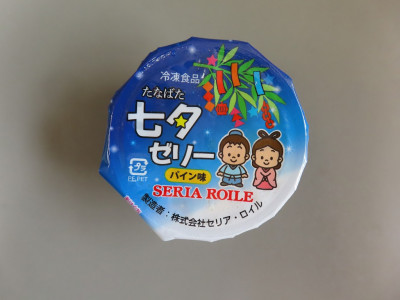 冷凍食品
たなばた
七夕
ゼリー
パイン味
SERIA ROILE
製造者：株式会社セリア・ロイル